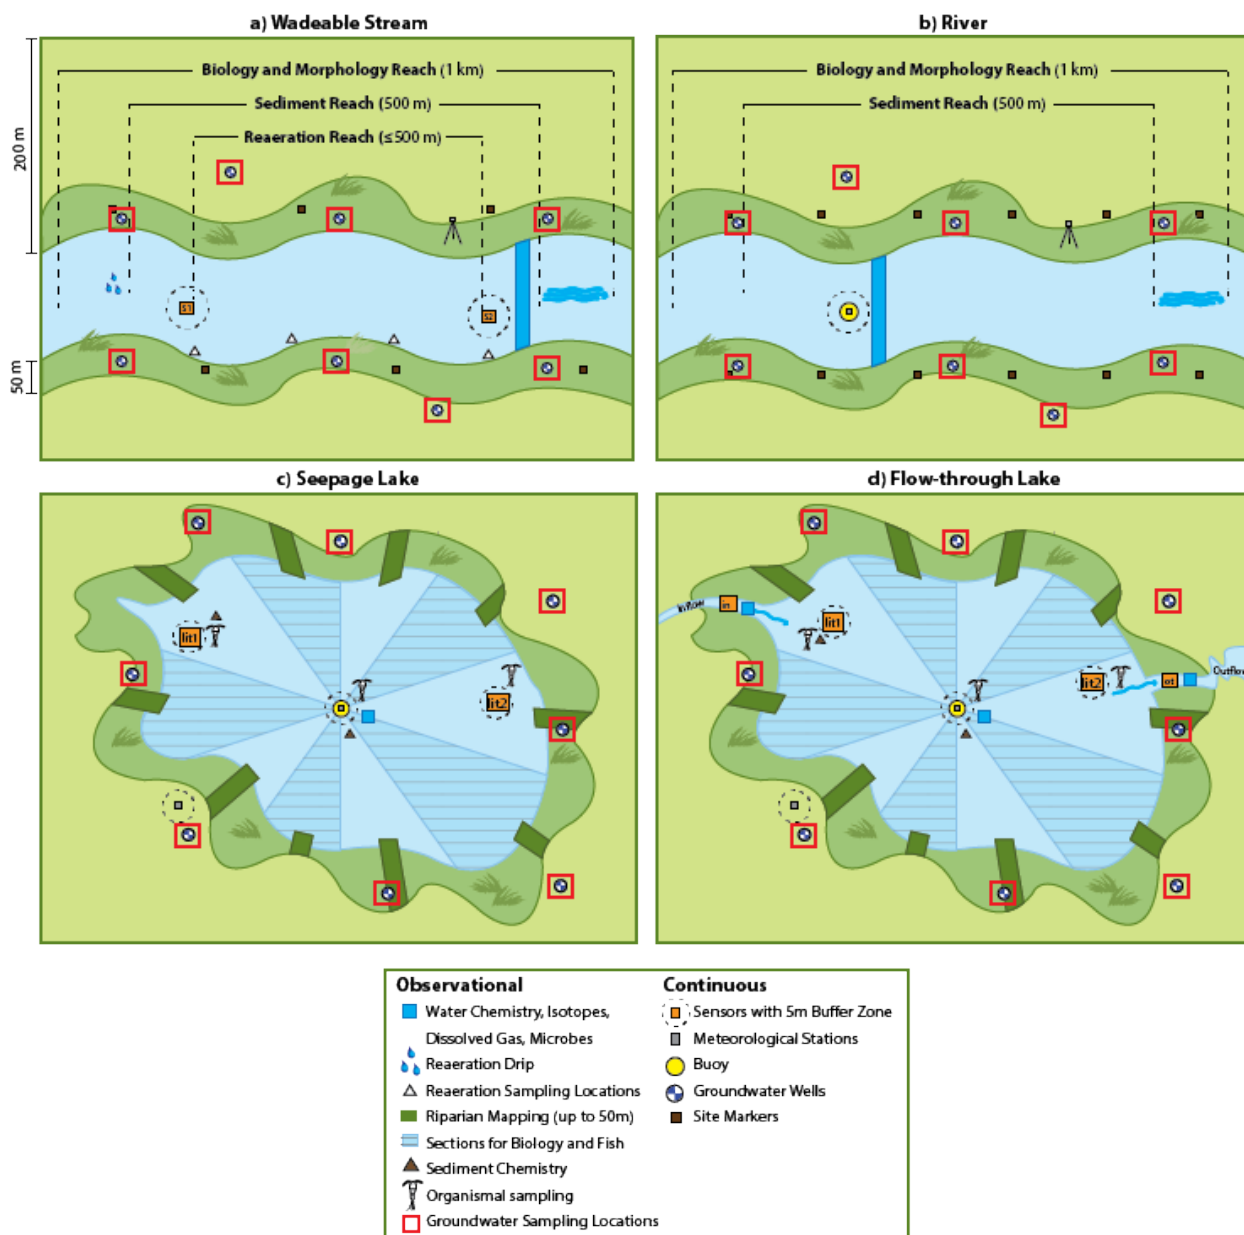 a) Wadeable Stream
b) River
200 m
50 m
Biology and Morphology Reach (1 km)
Sediment Reach (500 m)
Reaeration Reach (≤500 m)
S1
S2
Biology and Morphology Reach (1 km)
Sediment Reach (500 m)
c) Seepage Lake
d) Flow-through Lake
lit1
lit2
Inflow
in
lit1
lit2
ot
Outflow
Observational
Water Chemistry, Isotopes,
Dissolved Gas, Microbes
Reaeration Drip
Reaeration Sampling Locations
Riparian Mapping (up to 50m)
Sections for Biology and Fish
Sediment Chemistry
Organismal sampling
Groundwater Sampling Locations
Continuous
Sensors with 5m Buffer Zone
Meteorological Stations
Buoy
Groundwater Wells
Site Markers